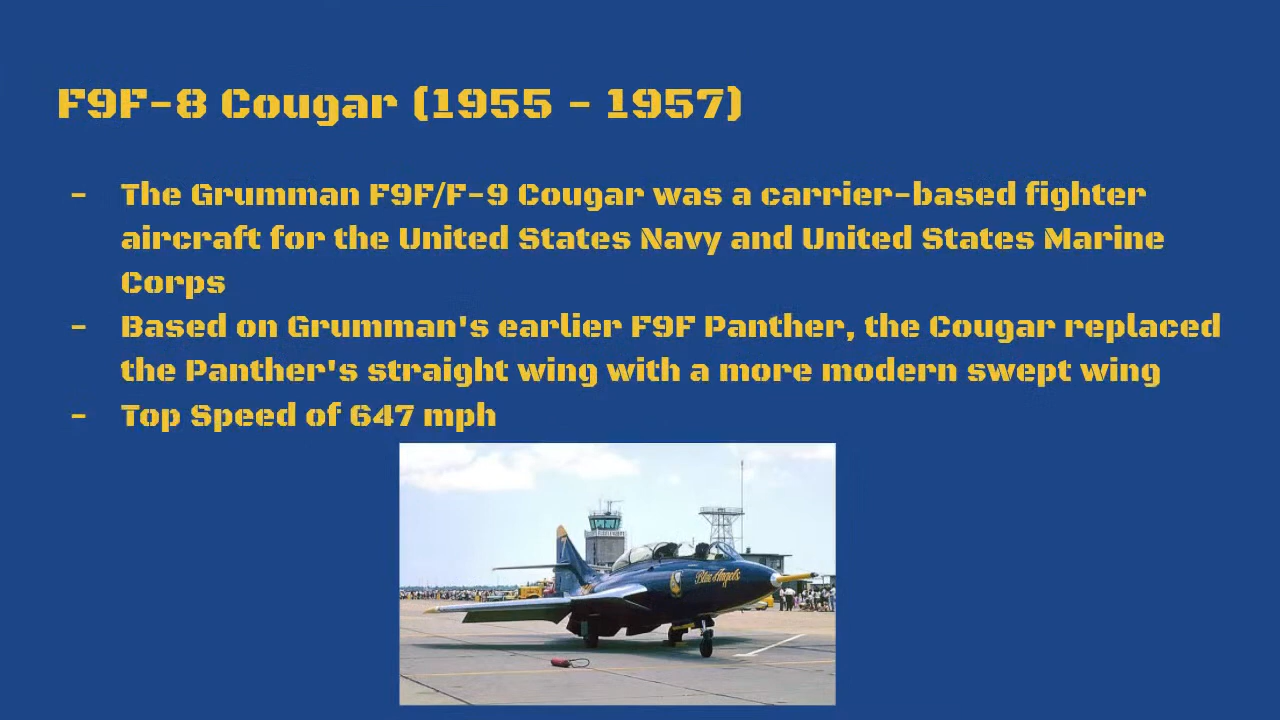 F9F-8 Cougar (1955 - 1957)
- The Grumman F9F/F-9 Cougar was a carrier-based fighter
aircraft for the United States Navy and United States Marine
Corps
- Based on Grumman's earlier F9F Panther, the Cougar replaced
the Panther's straight wing with a more modern swept wing
- Top Speed of 647 mph
7
Blue Angels